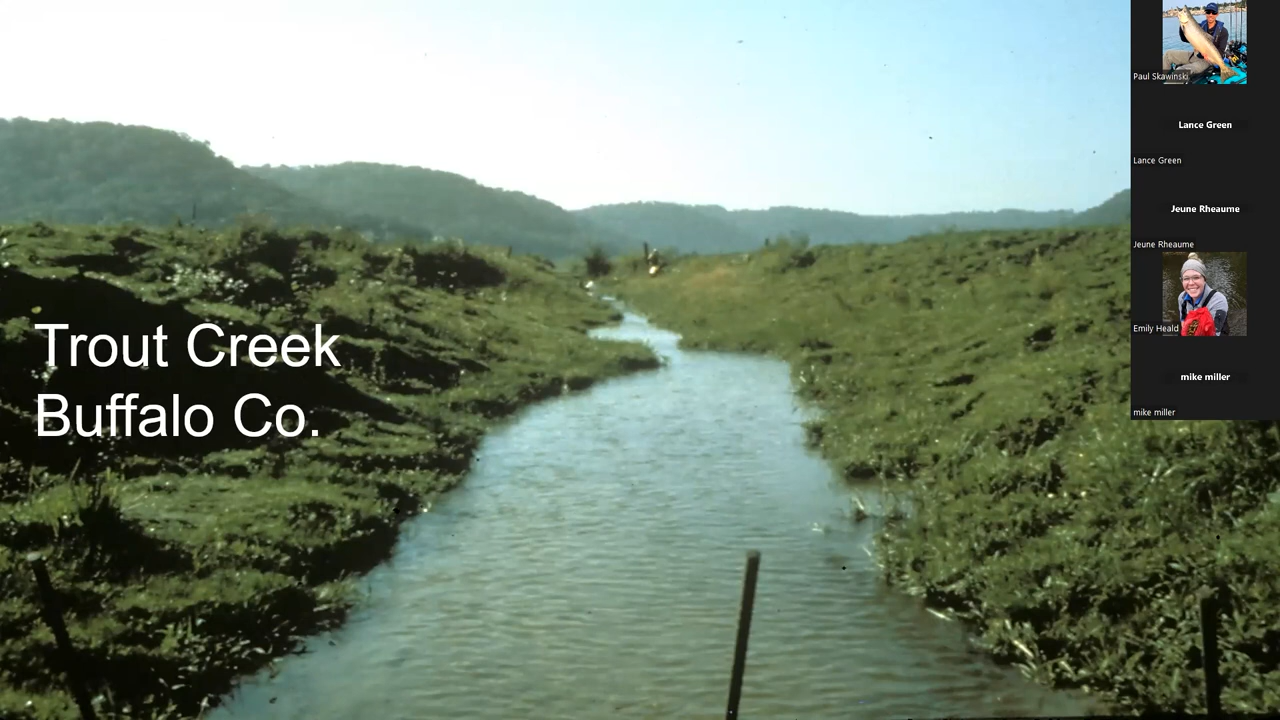 Trout Creek
Buffalo Co.
Paul Skawinski
Lance Green
Lance Green
Jeune Rheaume
Jeune Rheaume
Emily Heald
mike miller
mike miller